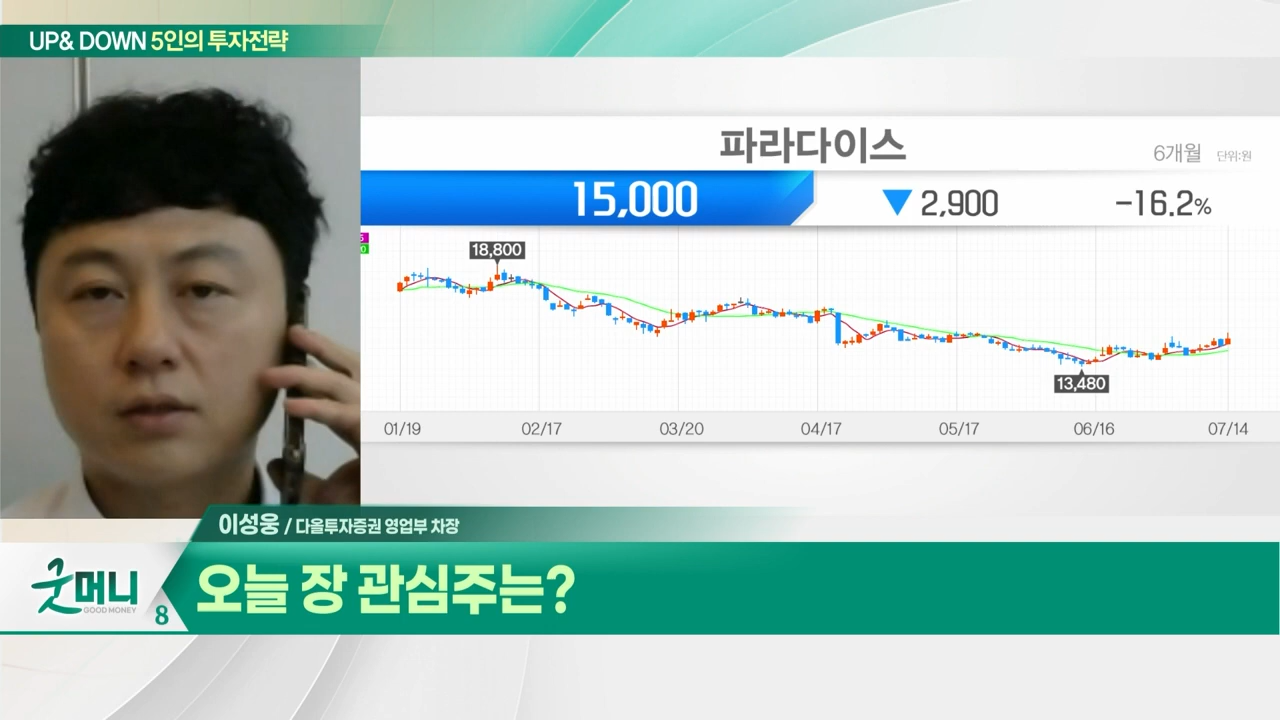 UP& DOWN 5인의 투자전략
파라다이스
6개월 단위:원
15,000 ▼ 2,900 -16.2%
18,800
13,480
01/19 02/17 03/20 04/17 05/17 06/16 07/14
이성웅 / 다올투자증권 영업부 차장
굿머니
GOOD MONEY
8
오늘 장 관심주는?